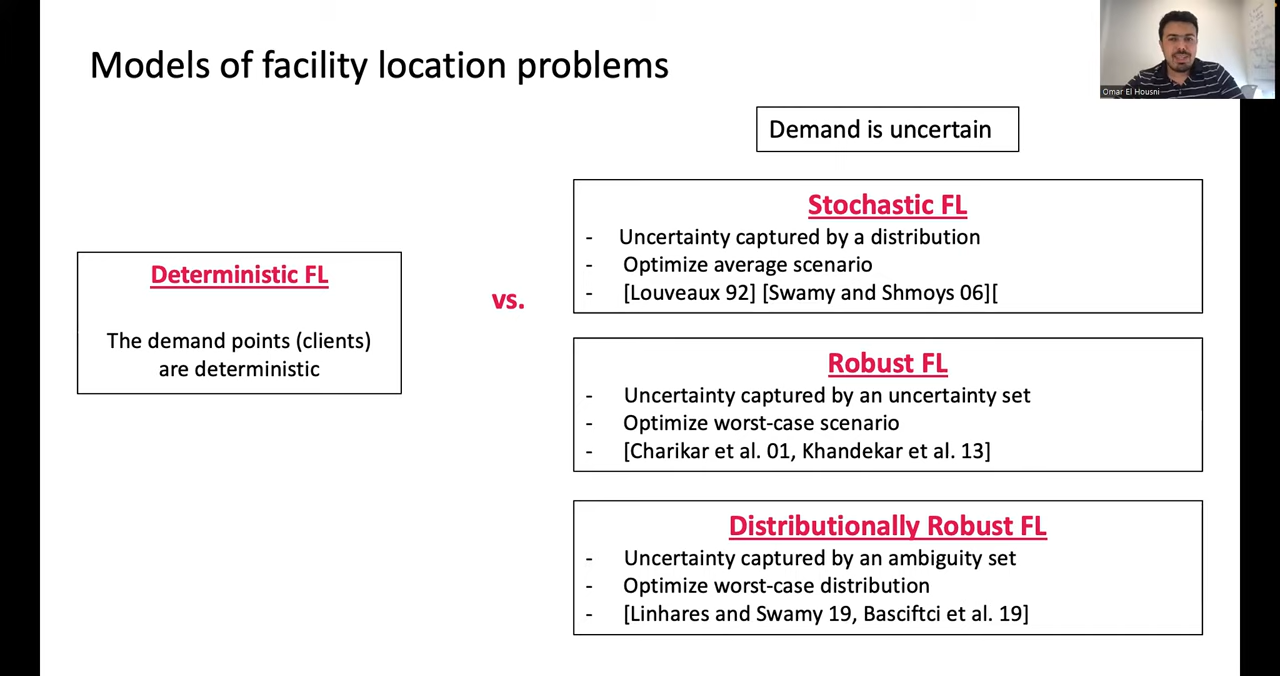 Models of facility location problems
Omar El Housni
Demand is uncertain
Deterministic FL
The demand points (clients)
are deterministic
vs.
Stochastic FL
- Uncertainty captured by a distribution
- Optimize average scenario
- [Louveaux 92] [Swamy and Shmoys 06][
Robust FL
- Uncertainty captured by an uncertainty set
- Optimize worst-case scenario
- [Charikar et al. 01, Khandekar et al. 13]
Distributionally Robust FL
- Uncertainty captured by an ambiguity set
- Optimize worst-case distribution
- [Linhares and Swamy 19, Basciftci et al. 19]